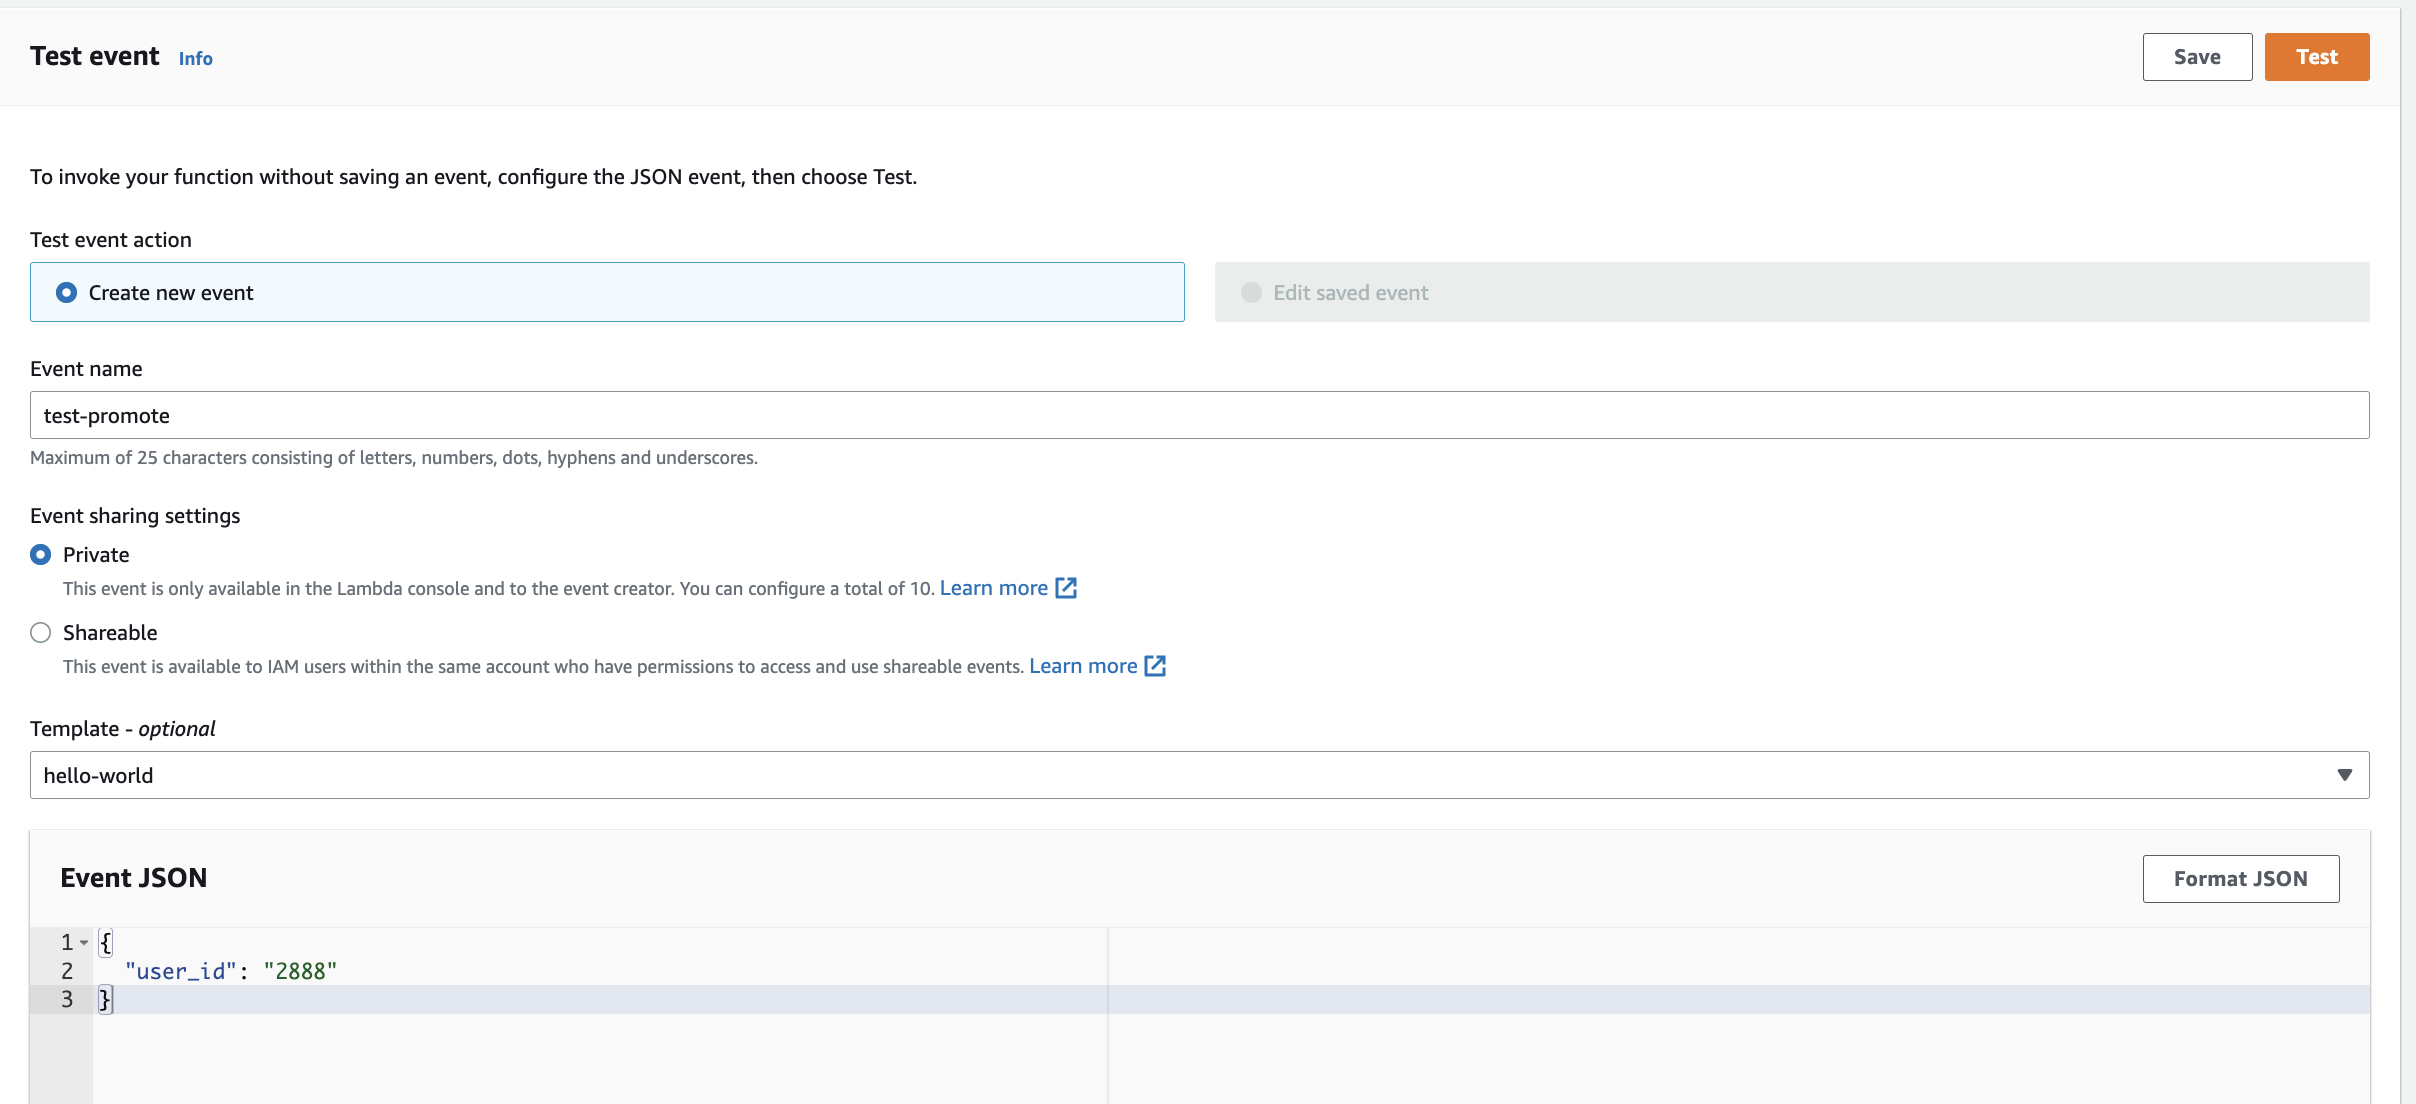 Test event Info Save Test
To invoke your function without saving an event, configure the JSON event, then choose Test.
Test event action
Create new event Edit saved event
Event name
test-promote
Maximum of 25 characters consisting of letters, numbers, dots, hyphens and underscores.
Event sharing settings
Private
This event is only available in the Lambda console and to the event creator. You can configure a total of 10. Learn more
Shareable
This event is available to IAM users within the same account who have permissions to access and use shareable events. Learn more
Template - optional
hello-world
Event JSON Format JSON
1 {
2 "user_id": "2888"
3 }